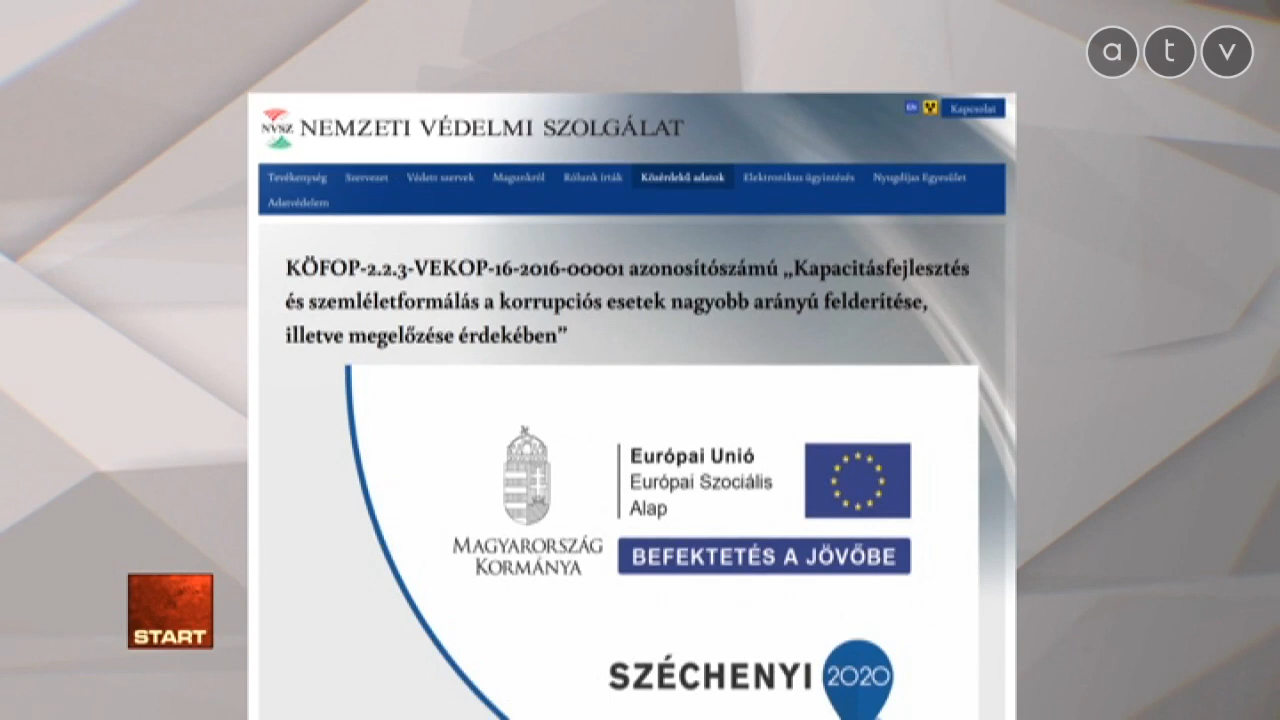 atv
EN
Kapcsolat
NVSZ NEMZETI VÉDELMI SZOLGÁLAT
Tevékenység Szervezet Védett szervek Magunkról Rólunk írták Közérdekű adatok Elektronikus ügyintézés Nyugdíjas Egyesület
Adatvédelem
KÖFOP-2.2.3-VEKOP-16-2016-00001 azonosítószámú „Kapacitásfejlesztés
és szemléletformálás a korrupciós esetek nagyobb arányú felderítése,
illetve megelőzése érdekében”
Európai Unió
Európai Szociális
Alap
MAGYARORSZÁG
KORMÁNYA
BEFEKTETÉS A JÖVŐBE
START
SZÉCHENYI 2020